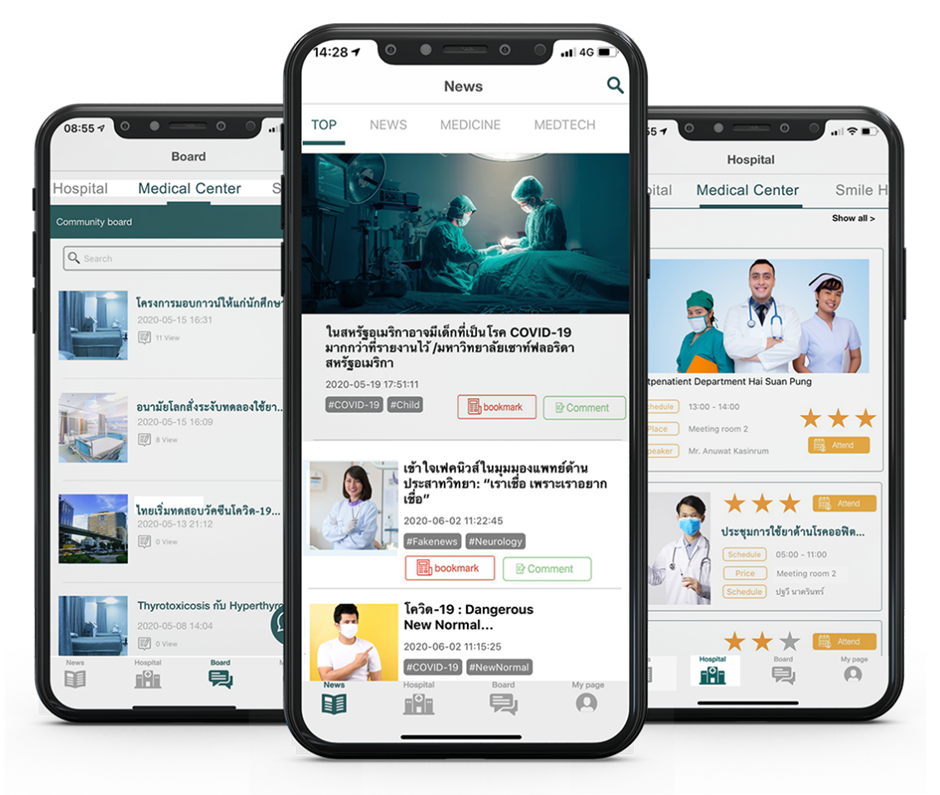 08:55
Board
Hospital
Medical Center
S
Community board
Search
โครงการมอบกาวน์ให้แก่นักศึกษา
2020-05-15 16:31
11 View
อนามัยโลกสั่งระงับทดลองใช้ยา...
2020-05-15 16:09
8 View
ไทยเริ่มทดสอบวัคซีนโควิด-19...
2020-05-13 21:12
0 View
Thyrotoxicosis กับ Hyperthyro
2020-05-08 14:04
0 View
News
Hospital
Board
M
14:28
4G
News
TOP
NEWS
MEDICINE
MEDTECH
ในสหรัฐอเมริกาอาจมีเด็กที่เป็นโรค COVID-19
มากกว่าที่รายงานไว้ /มหาวิทยาลัยเซาท์ฟลอริดา
สหรัฐอเมริกา
2020-05-19 17:51:11
#COVID-19 #Child
bookmark
Comment
เข้าใจเฟคนิวส์ในมุมมองแพทย์ด้าน
ประสาทวิทยา: “เราเชื่อ เพราะเราอยาก
เชื่อ”
2020-06-02 11:22:45
#Fakenews #Neurology
bookmark
Comment
โควิด-19 : Dangerous
New Normal...
2020-06-02 11:15:25
#COVID-19 #NewNormal
News
Hospital
Board
My page
55
Hospital
pital
Medical Center
Smile H
Show all >
tpenatient Department Hai Suan Pung
chedule
13:00 - 14:00
Place
Meeting room 2
peaker
Mr. Anuwat Kasinrum
Attend
Attend
ประชุมการใช้ยาต้านโรคออฟิต...
Schedule
05:00 - 11:00
Price
Meeting room 2
Schedule
ปฐวี นาครินทร์
Attend
s
Hospital
Board
My page